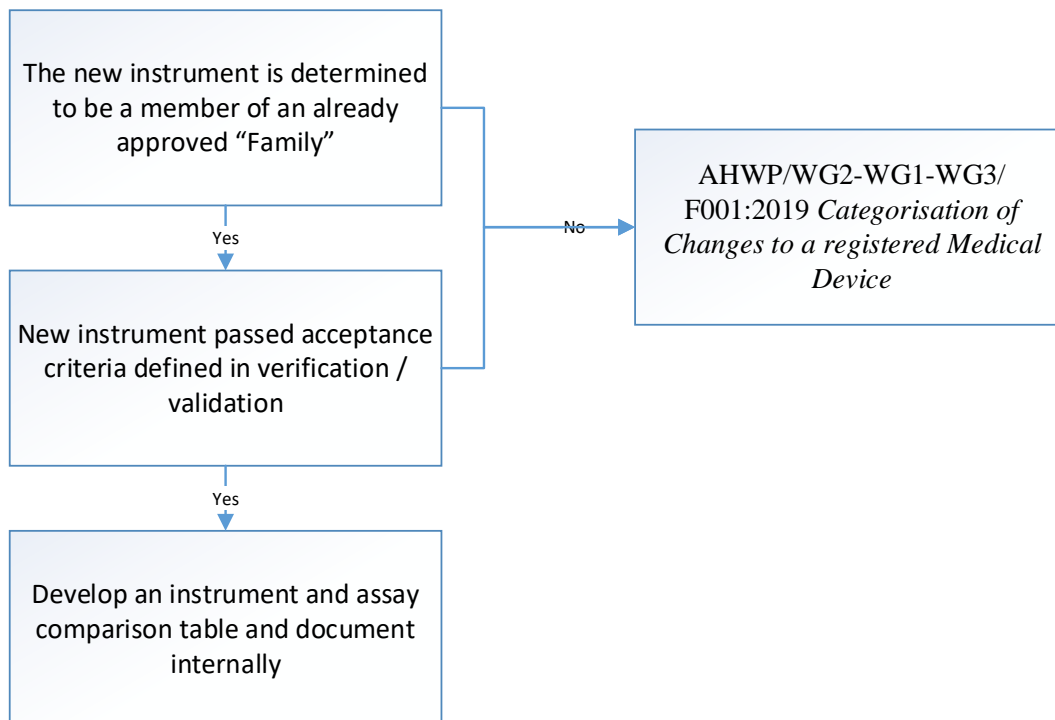 The new instrument is determined
to be a member of an already
approved “Family”
Yes
New instrument passed acceptance
criteria defined in verification /
validation
Yes
Develop an instrument and assay
comparison table and document
internally
No
AHWP/WG2-WG1-WG3/
F001:2019 Categorisation of
Changes to a registered Medical
Device